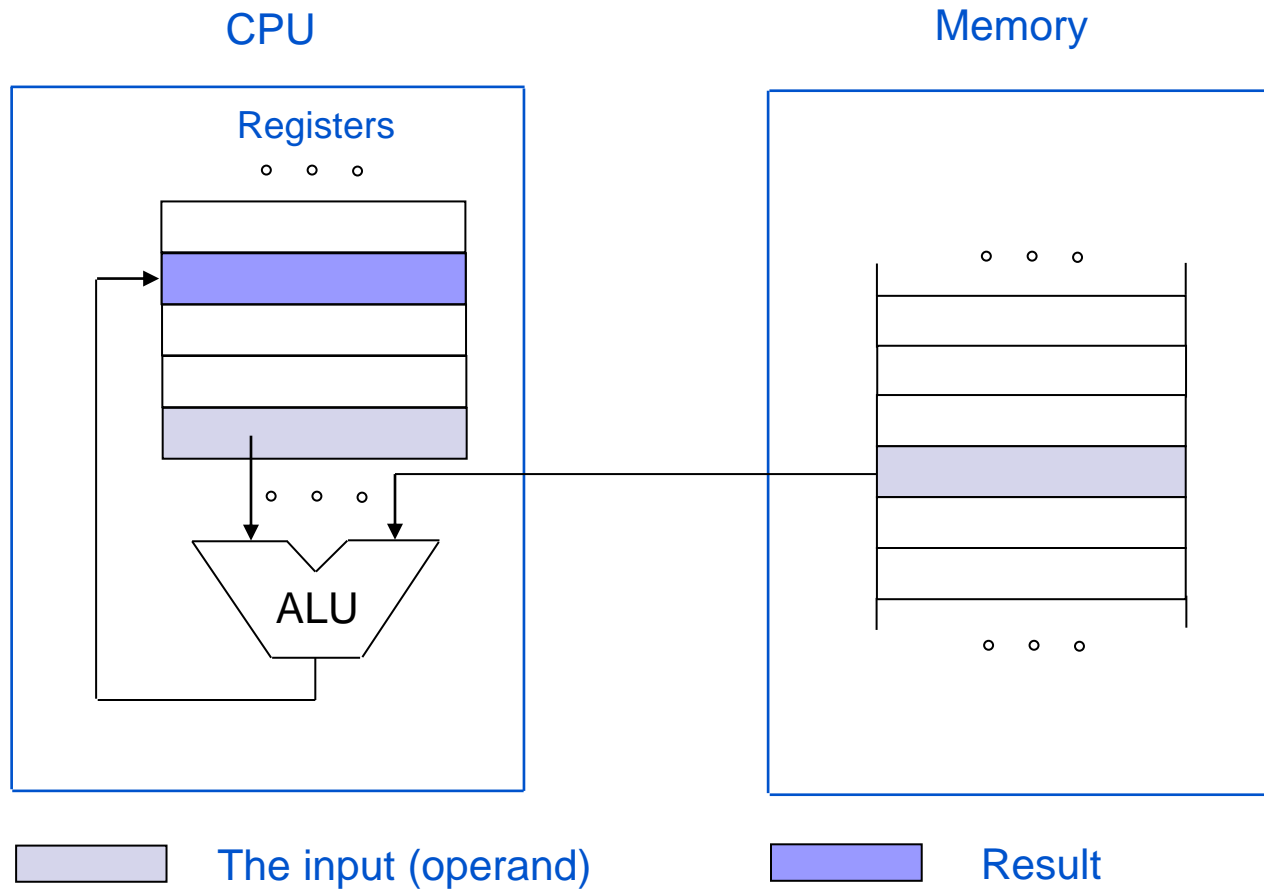 CPU
Memory
Registers
ALU
The input (operand)
Result